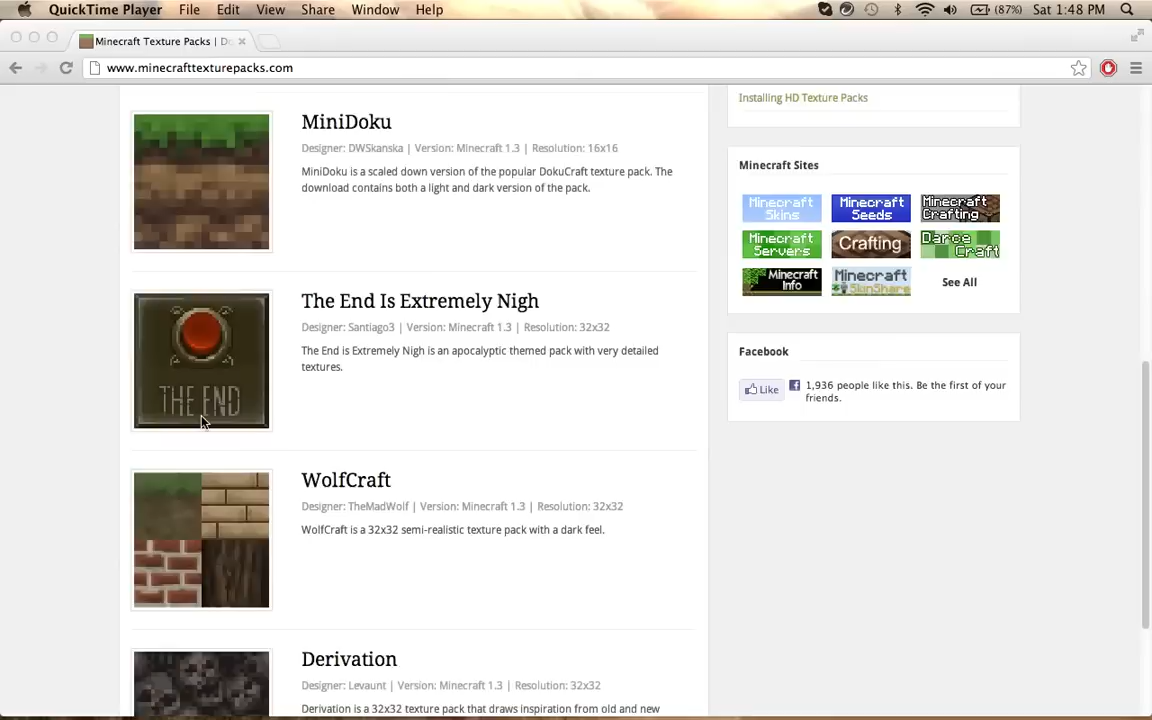 QuickTime Player File Edit View Share Window Help (87%) Sat 1:48 PM
Minecraft Texture Packs |
www.minecrafttexturepacks.com
MiniDoku
Designer: DWSkanska | Version: Minecraft 1.3 | Resolution: 16x16
MiniDoku is a scaled down version of the popular DokuCraft texture pack. The
download contains both a light and dark version of the pack.
THE END
The End Is Extremely Nigh
Designer: Santiago3 | Version: Minecraft 1.3 | Resolution: 32x32
The End is Extremely Nigh is an apocalyptic themed pack with very detailed
textures.
WolfCraft
Designer: TheMadWolf | Version: Minecraft 1.3 | Resolution: 32x32
WolfCraft is a 32x32 semi-realistic texture pack with a dark feel.
Derivation
Designer: Levaunt | Version: Minecraft 1.3 | Resolution: 32x32
Derivation is a 32x32 texture pack that draws inspiration from old and new
Installing HD Texture Packs
Minecraft Sites
Minecraft Skins
Minecraft Seeds
Minecraft Crafting
Minecraft Servers
Crafting
Darce Craft
Minecraft Info
Minecraft SkinShare
See All
Facebook
Like
1,936 people like this. Be the first of your
friends.